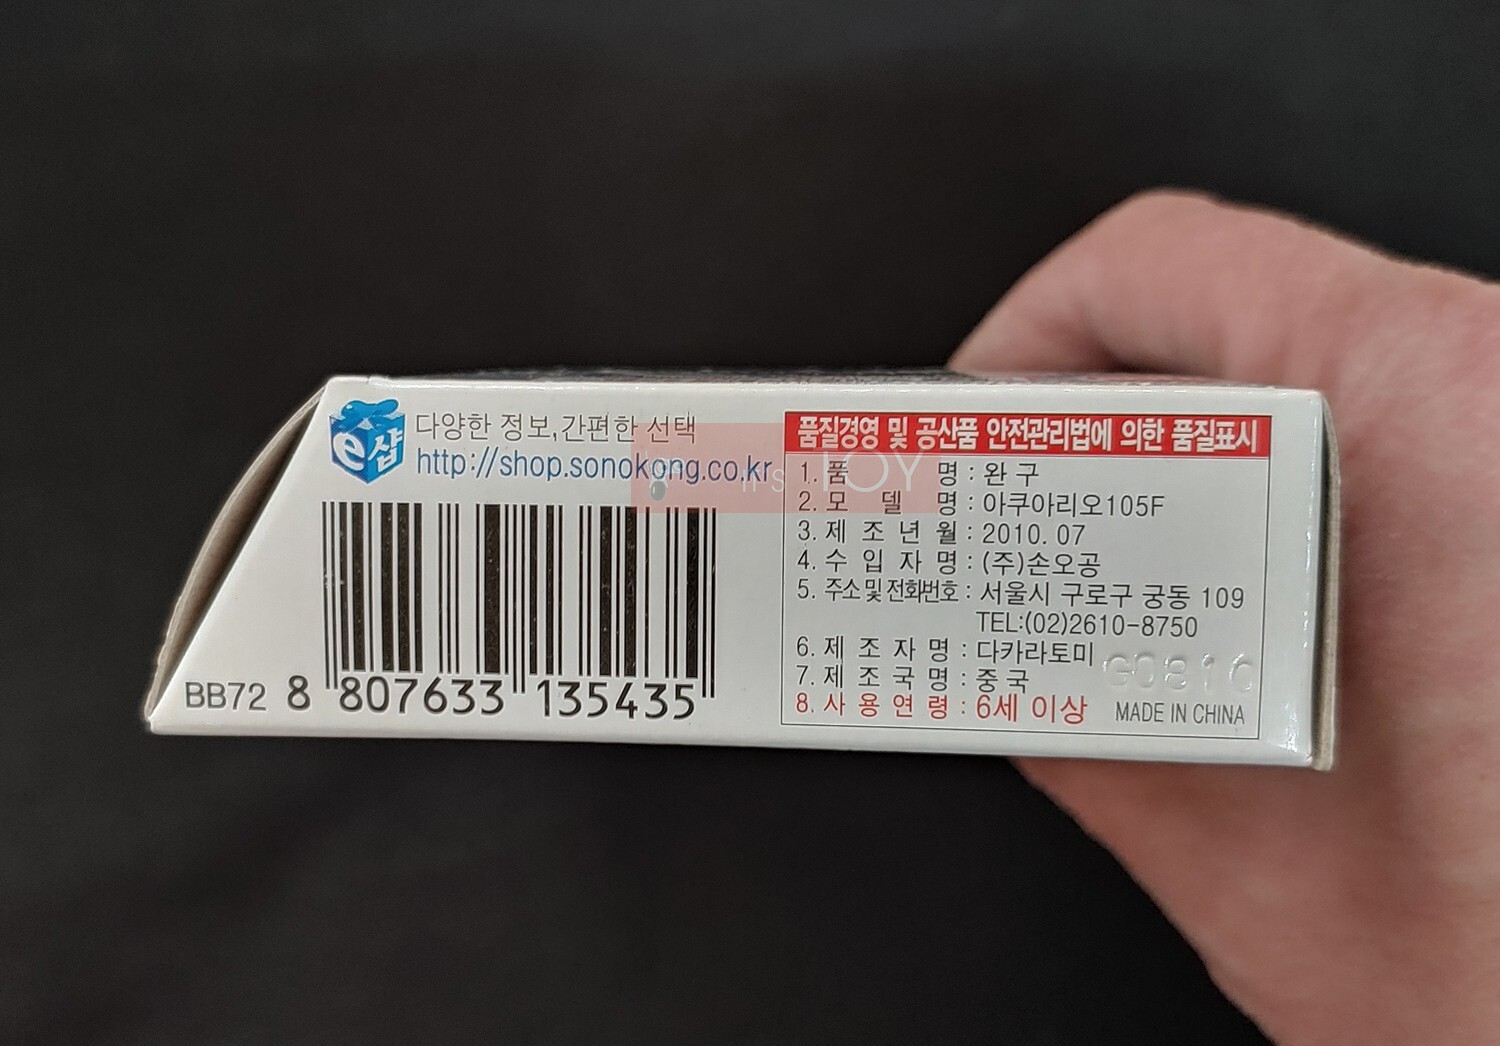 e샵
다양한 정보,간편한 선택
http://shop.sonokong.co.kr
BB72 8 807633 135435
품질경영 및 공산품 안전관리법에 의한 품질표시
1. 품 명 : 완 구
2. 모 델 명 : 아쿠아리오105F
3. 제 조 년 월 : 2010. 07
4. 수 입 자 명 : (주)손오공
5. 주소 및 전화번호 : 서울시 구로구 궁동 109
TEL:(02)2610-8750
6. 제 조 자 명 : 다카라토미
7. 제 조 국 명 : 중 국
8. 사 용 연 령 : 6세 이상
MADE IN CHINA
it's JOY